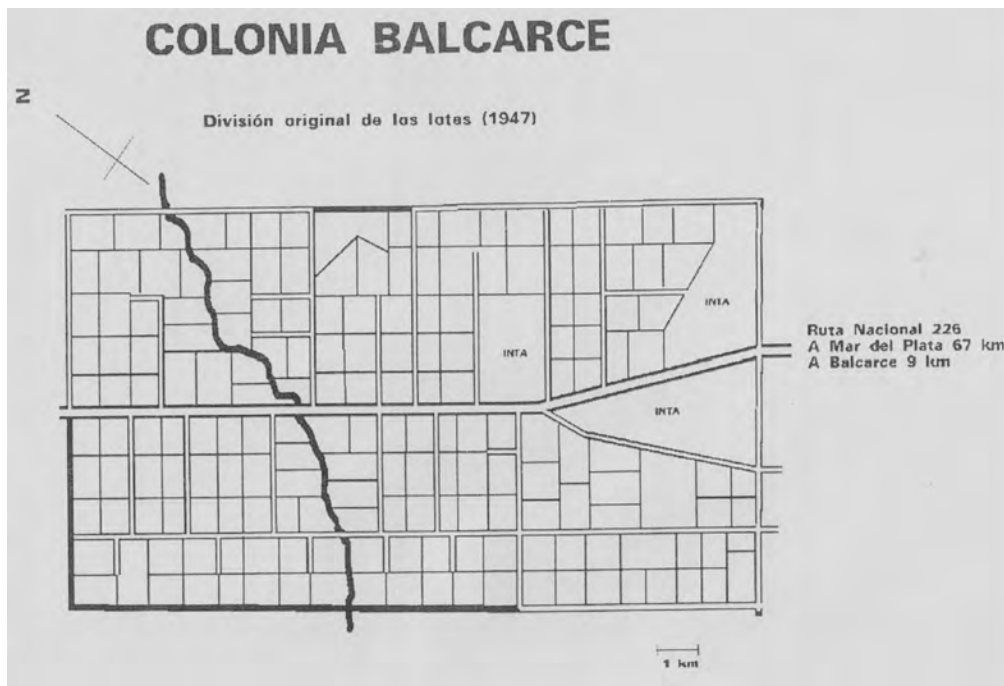 COLONIA BALCARCE
N
División original de los lotes (1947)
INTA
INTA
INTA
Ruta Nacional 226
A Mar del Plata 67 km
A Balcarce 9 km
1 km